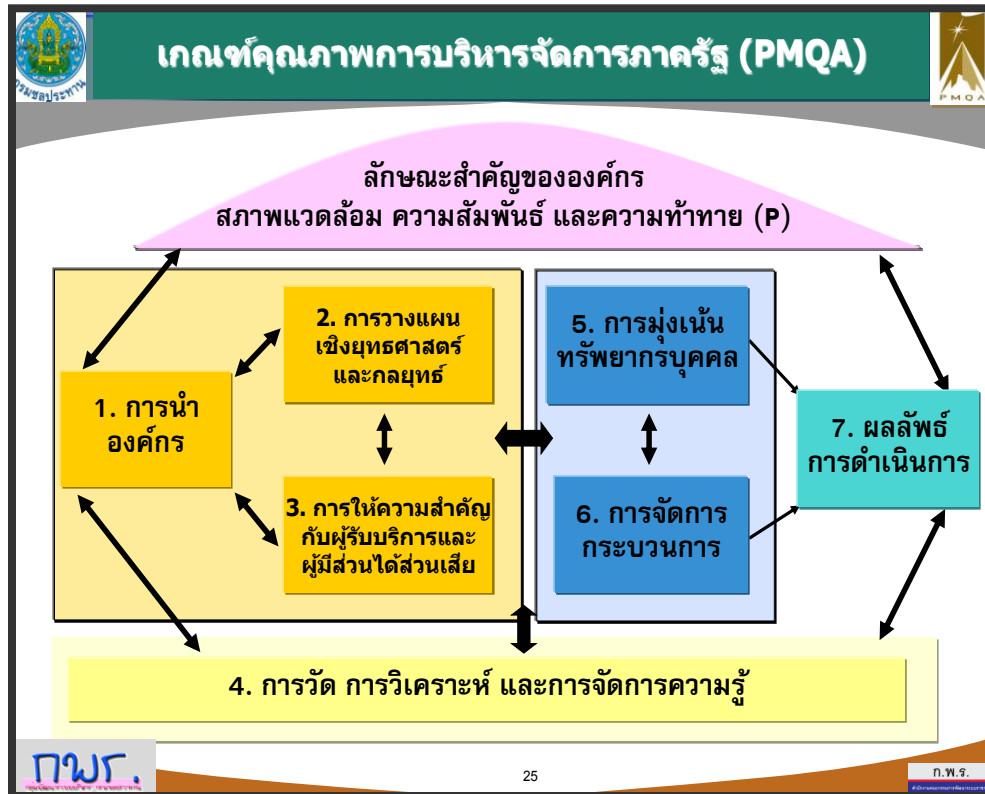 เกณฑ์คุณภาพการบริหารจัดการภาครัฐ (PMQA)
กรมชลประทาน
PMQA
ลักษณะสำคัญขององค์กร
สภาพแวดล้อม ความสัมพันธ์ และความท้าทาย (P)
2. การวางแผน
เชิงยุทธศาสตร์
และกลยุทธ์
5. การมุ่งเน้น
ทรัพยากรบุคคล
1. การนำ
องค์กร
7. ผลลัพธ์
การดำเนินการ
3. การให้ความสำคัญ
กับผู้รับบริการและ
ผู้มีส่วนได้ส่วนเสีย
6. การจัดการ
กระบวนการ
4. การวัด การวิเคราะห์ และการจัดการความรู้
กพร.
25
ก.พ.ร.